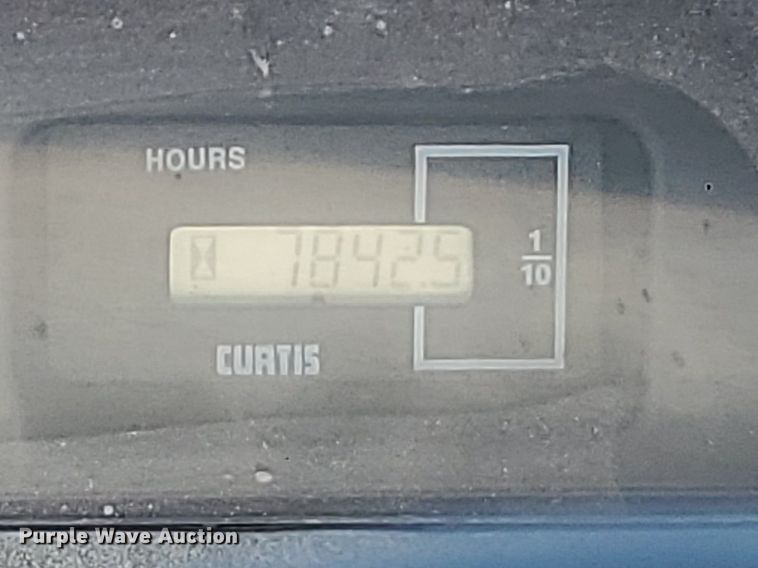 HOURS
7842.5
1/10
CURTIS
Purple Wave Auction